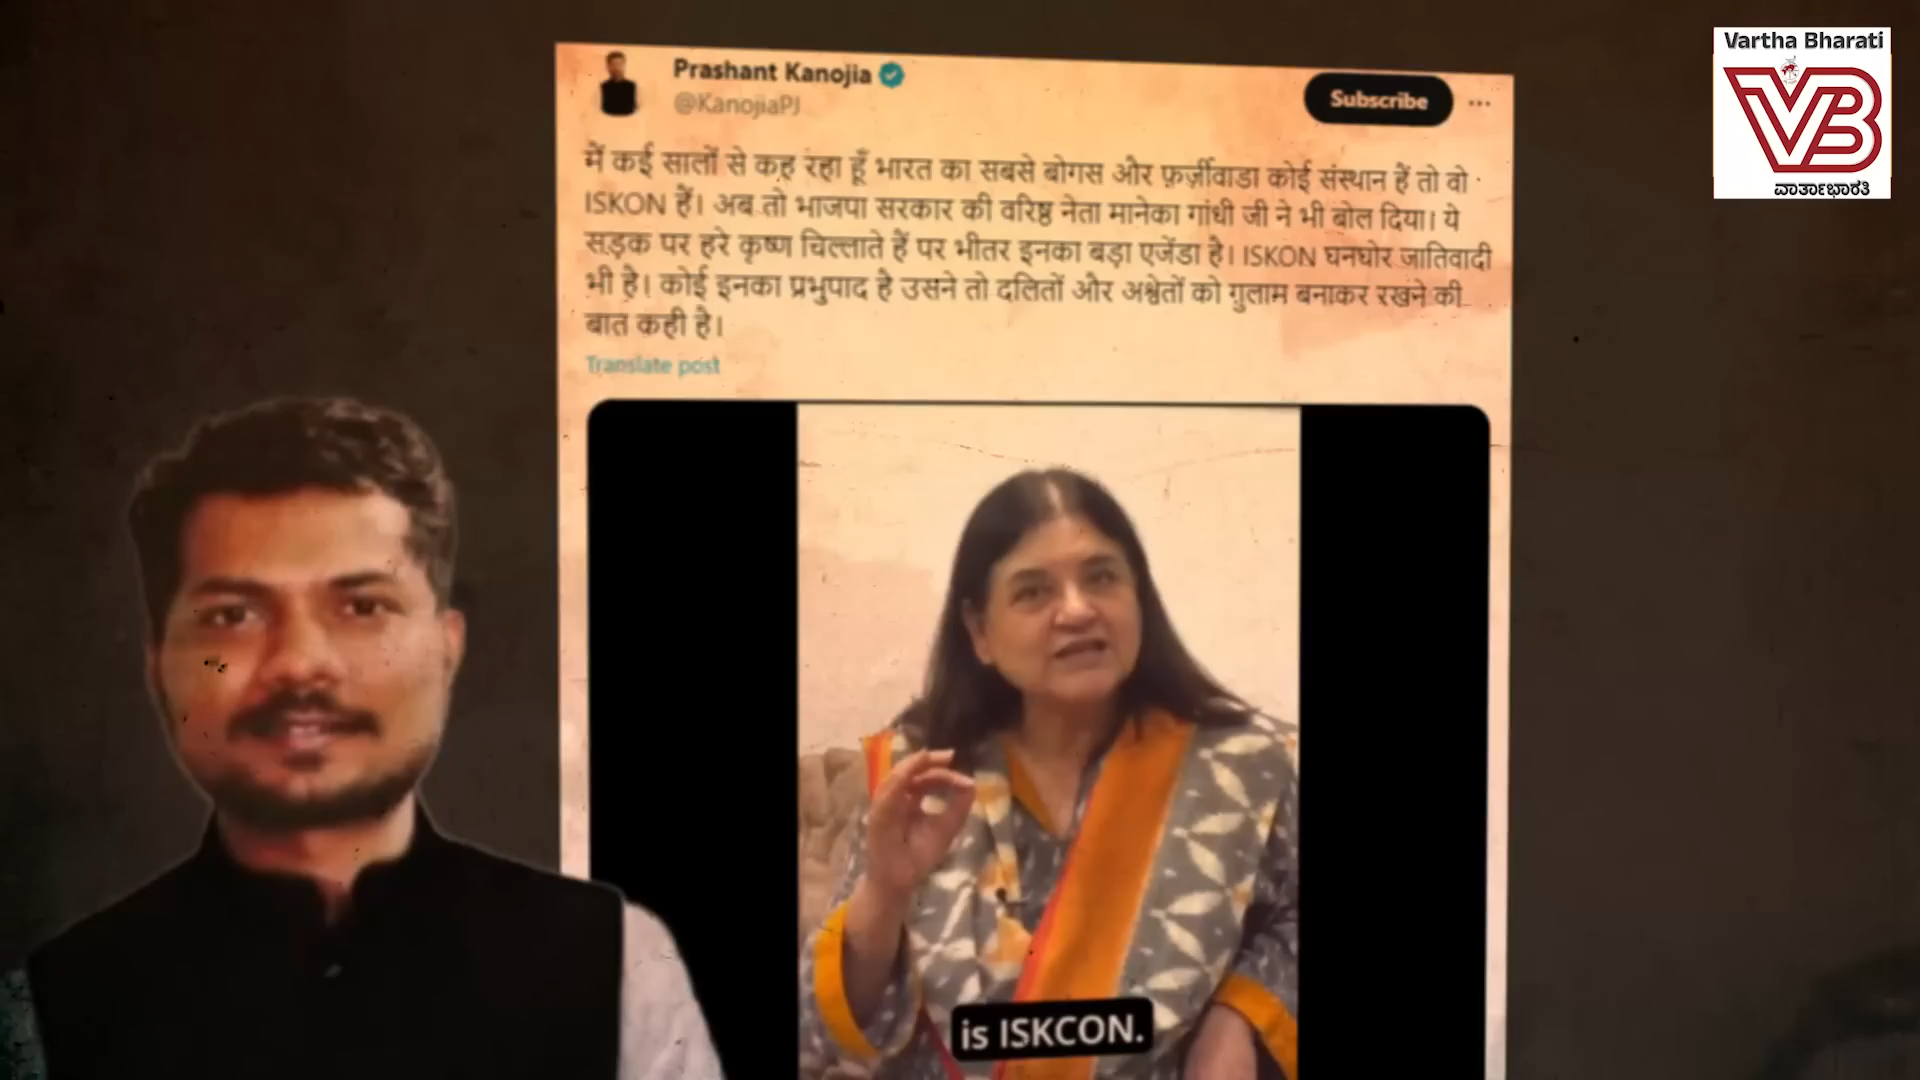 Vartha Bharati
VB
ವಾರ್ತಾಭಾರತಿ
Prashant Kanojia
@KanojiaPJ
Subscribe
में कई सालों से कह रहा हूँ भारत का सबसे बोगस और फ़र्ज़ीवाडा कोई संस्थान हैं तो वो
ISKON हैं। अब तो भाजपा सरकार की वरिष्ठ नेता मानेका गांधी जी ने भी बोल दिया। ये
सड़क पर हरे कृष्ण चिल्लाते हैं पर भीतर इनका बड़ा एजेंडा है। ISKON घनघोर जातिवादी
भी है। कोई इनका प्रभुपाद है उसने तो दलितों और अश्वेतों को ग़ुलाम बनाकर रखने की
बात कही है।
Translate post
is ISKCON.